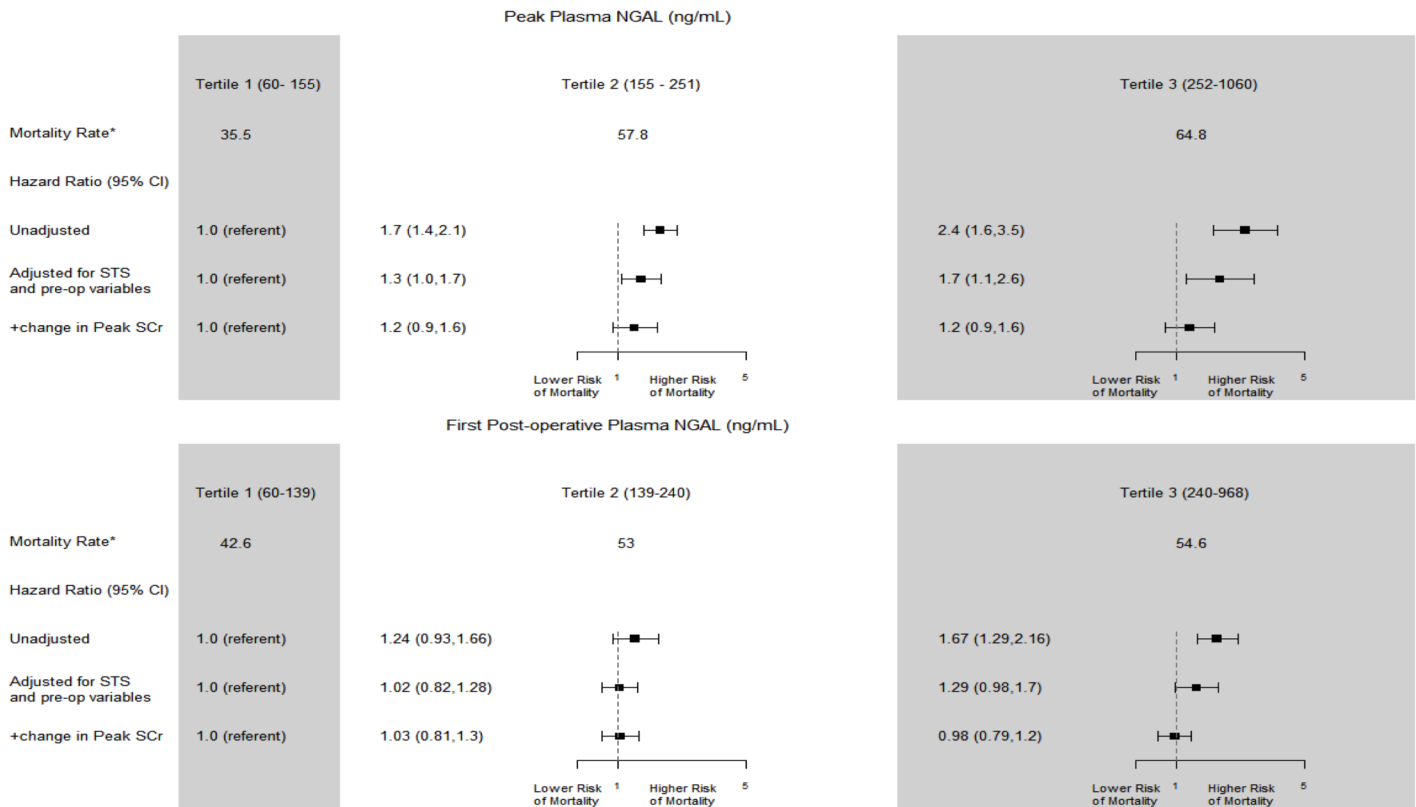 Peak Plasma NGAL (ng/mL)
Tertile 1 (60- 155) Tertile 2 (155 - 251) Tertile 3 (252-1060)
Mortality Rate* 35.5 57.8 64.8
Hazard Ratio (95% CI)
Unadjusted 1.0 (referent) 1.7 (1.4,2.1) 2.4 (1.6,3.5)
Adjusted for STS
and pre-op variables 1.0 (referent) 1.3 (1.0,1.7) 1.7 (1.1,2.6)
+change in Peak SCr 1.0 (referent) 1.2 (0.9,1.6) 1.2 (0.9,1.6)
Lower Risk 1 Higher Risk 5 Lower Risk 1 Higher Risk 5
of Mortality of Mortality of Mortality of Mortality
First Post-operative Plasma NGAL (ng/mL)
Tertile 1 (60-139) Tertile 2 (139-240) Tertile 3 (240-968)
Mortality Rate* 42.6 53 54.6
Hazard Ratio (95% CI)
Unadjusted 1.0 (referent) 1.24 (0.93,1.66) 1.67 (1.29,2.16)
Adjusted for STS
and pre-op variables 1.0 (referent) 1.02 (0.82,1.28) 1.29 (0.98,1.7)
+change in Peak SCr 1.0 (referent) 1.03 (0.81,1.3) 0.98 (0.79,1.2)
Lower Risk 1 Higher Risk 5 Lower Risk 1 Higher Risk 5
of Mortality of Mortality of Mortality of Mortality